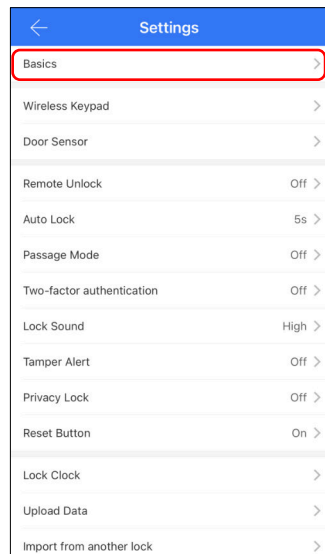 Settings
Basics
Wireless Keypad
Door Sensor
Remote Unlock Off
Auto Lock 5s
Passage Mode Off
Two-factor authentication Off
Lock Sound High
Tamper Alert Off
Privacy Lock Off
Reset Button On
Lock Clock
Upload Data
Import from another lock